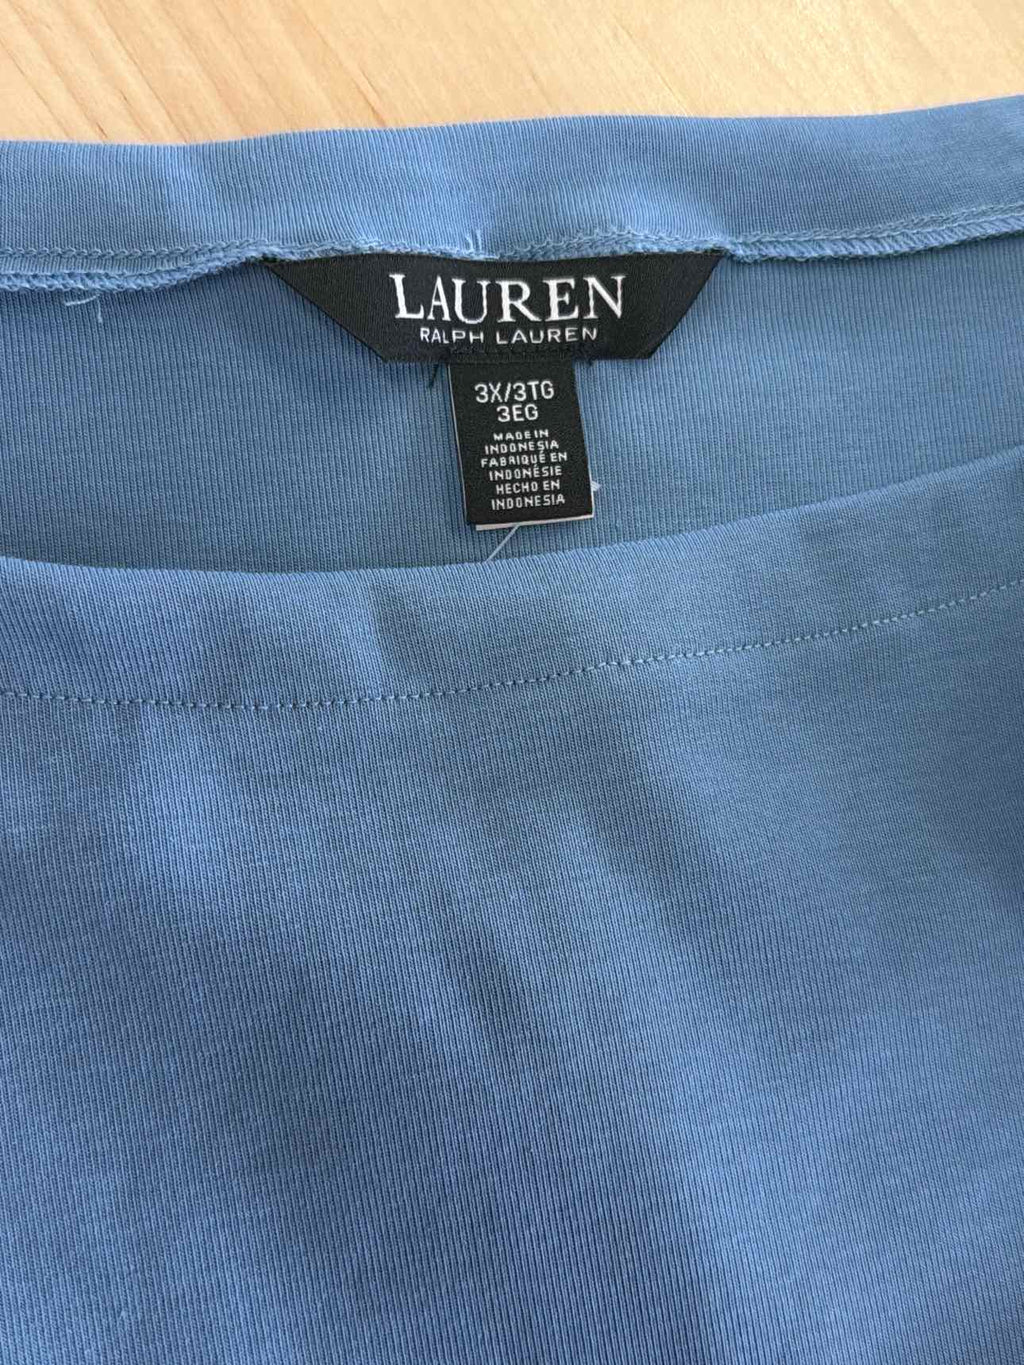 LAUREN
RALPH LAUREN
3X/3TG
3EG
MADE IN
INDONESIA
FABRIQUÉ EN
INDONÉSIE
HECHO EN
INDONESIA